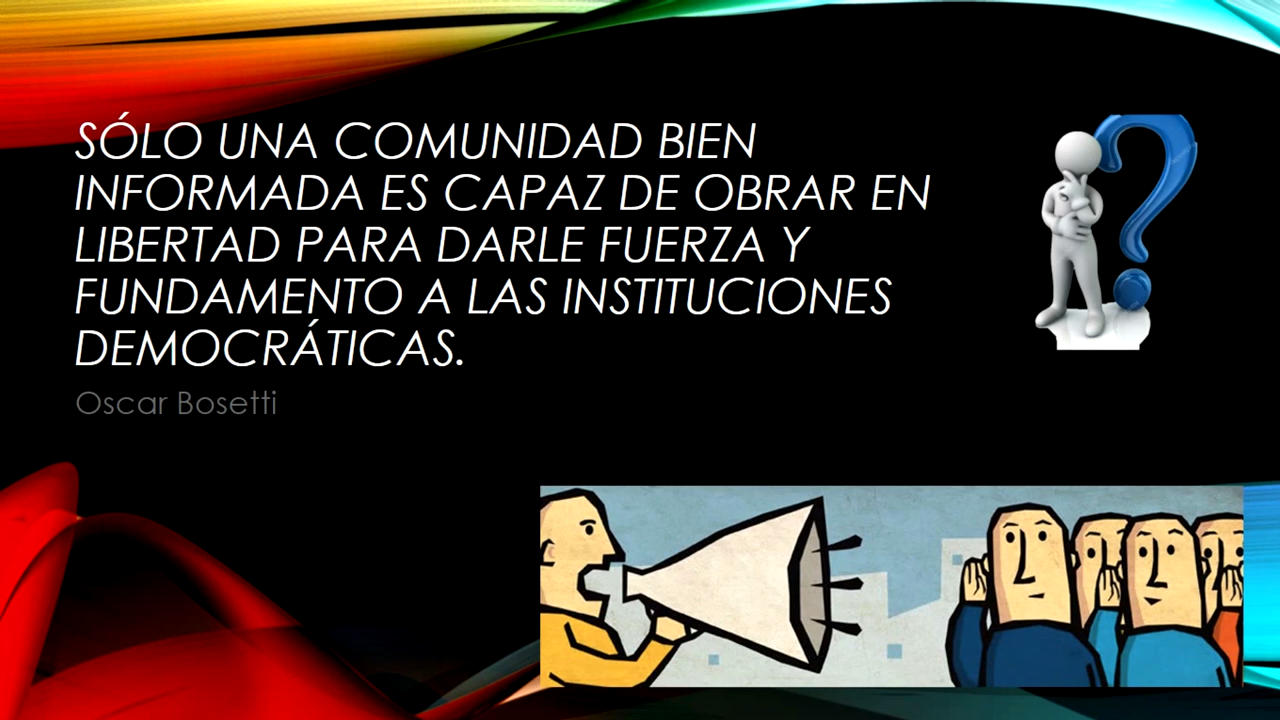 SÓLO UNA COMUNIDAD BIEN
INFORMADA ES CAPAZ DE OBRAR EN
LIBERTAD PARA DARLE FUERZA Y
FUNDAMENTO A LAS INSTITUCIONES
DEMOCRÁTICAS.
Oscar Bosetti